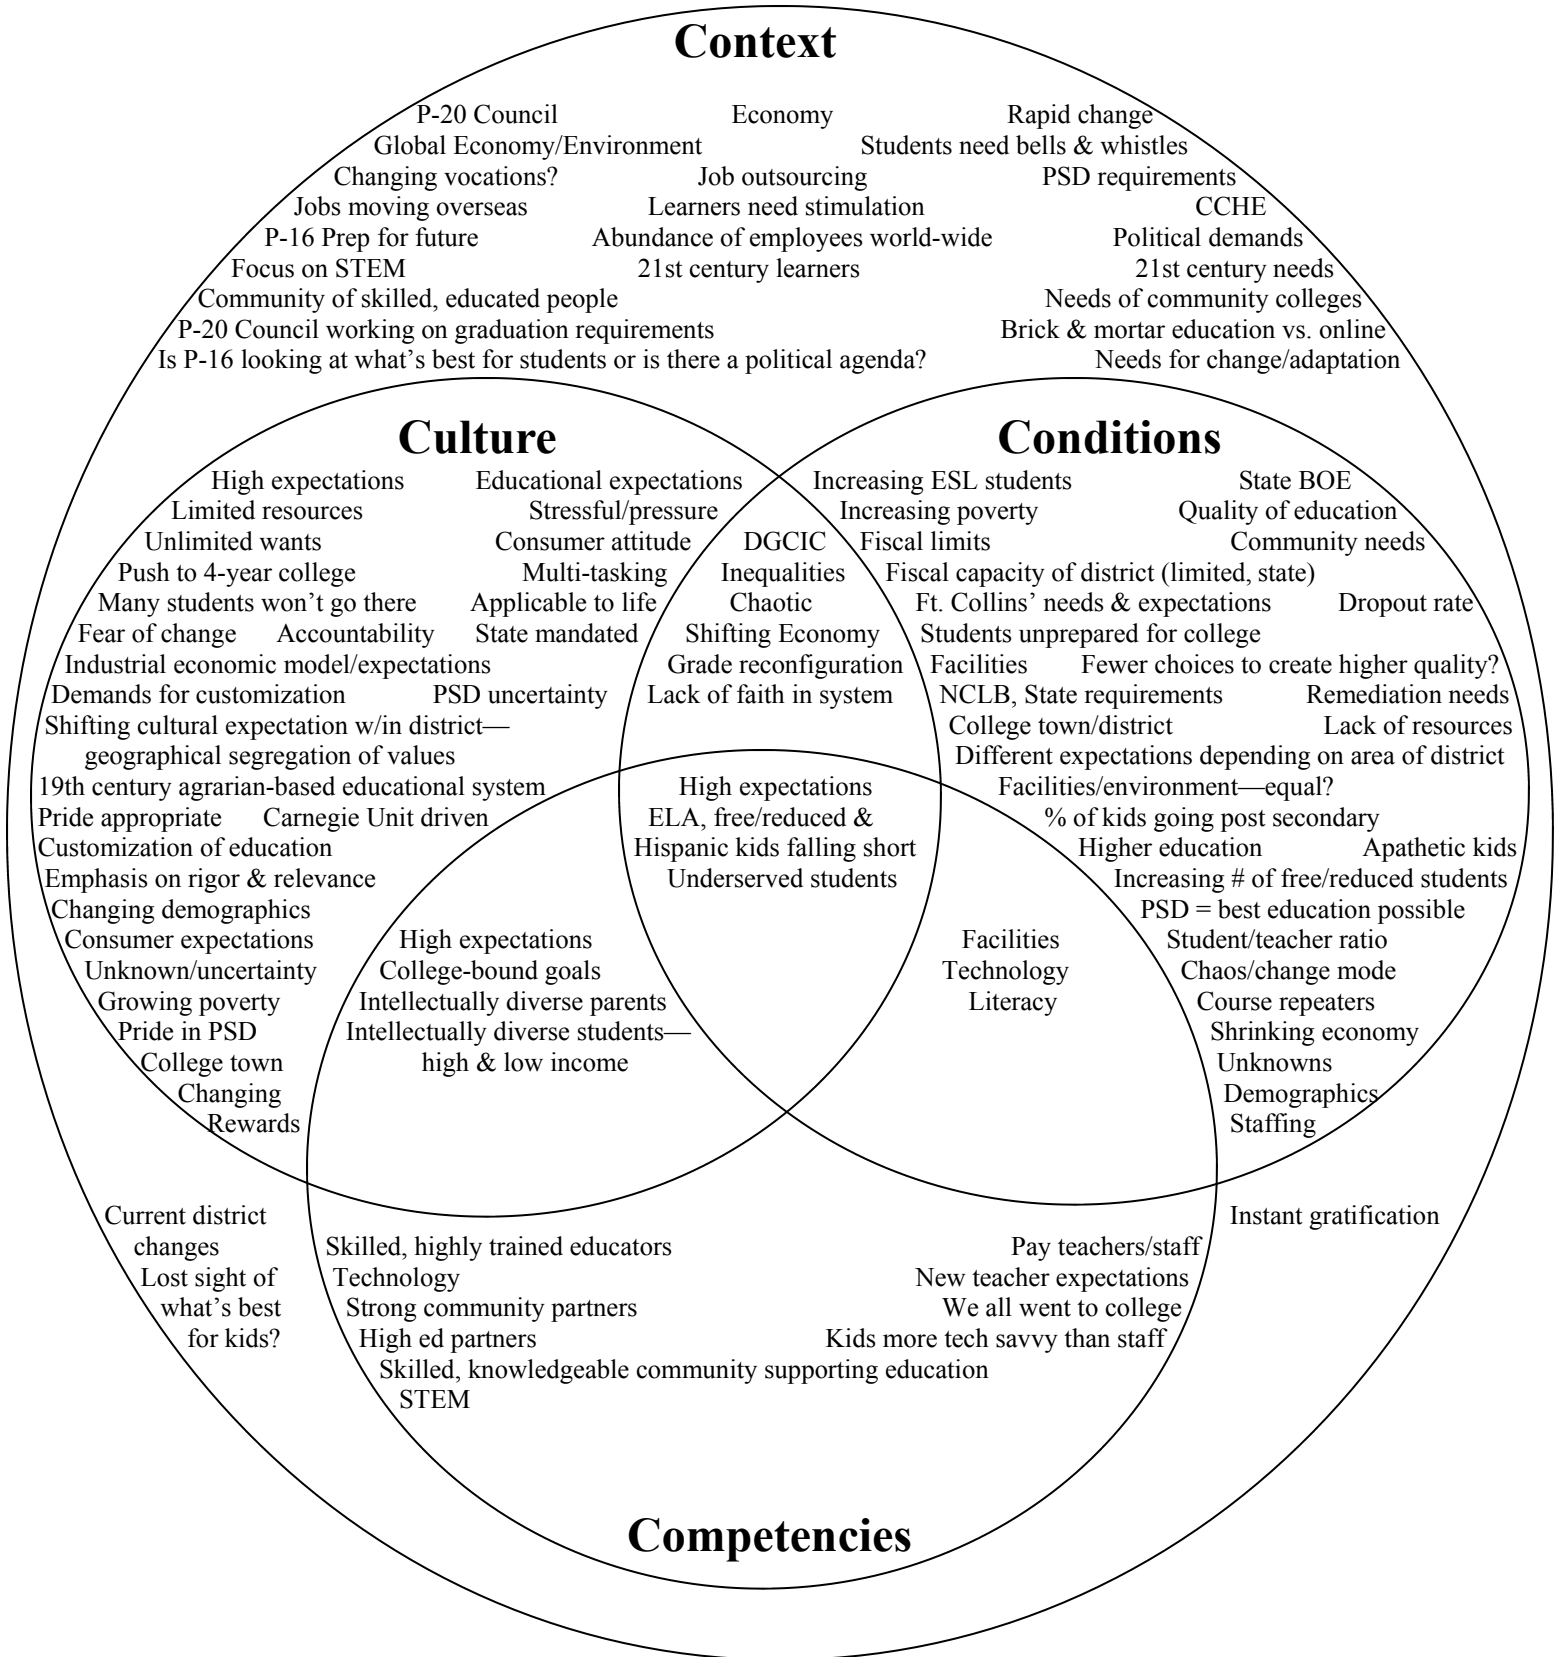 Context
P-20 Council Economy Rapid change
Global Economy/Environment Students need bells & whistles
Changing vocations? Job outsourcing PSD requirements
Jobs moving overseas Learners need stimulation CCHE
P-16 Prep for future Abundance of employees world-wide Political demands
Focus on STEM 21st century learners 21st century needs
Community of skilled, educated people Needs of community colleges
P-20 Council working on graduation requirements Brick & mortar education vs. online
Is P-16 looking at what’s best for students or is there a political agenda? Needs for change/adaptation
Culture
High expectations Educational expectations
Limited resources Stressful/pressure
Unlimited wants Consumer attitude
Push to 4-year college Multi-tasking
Many students won’t go there Applicable to life
Fear of change Accountability State mandated
Industrial economic model/expectations
Demands for customization PSD uncertainty
Shifting cultural expectation w/in district—
geographical segregation of values
19th century agrarian-based educational system
Pride appropriate Carnegie Unit driven
Customization of education
Emphasis on rigor & relevance
Changing demographics
Consumer expectations
Unknown/uncertainty
Growing poverty
Pride in PSD
College town
Changing
Rewards
DGCIC
Inequalities
Chaotic
Shifting Economy
Grade reconfiguration
Lack of faith in system
Conditions
Increasing ESL students State BOE
Increasing poverty Quality of education
Fiscal limits Community needs
Fiscal capacity of district (limited, state)
Ft. Collins’ needs & expectations Dropout rate
Students unprepared for college
Facilities Fewer choices to create higher quality?
NCLB, State requirements Remediation needs
College town/district Lack of resources
Different expectations depending on area of district
Facilities/environment—equal?
% of kids going post secondary
Higher education Apathetic kids
Increasing # of free/reduced students
PSD = best education possible
Student/teacher ratio
Chaos/change mode
Course repeaters
Shrinking economy
Unknowns
Demographics
Staffing
High expectations
ELA, free/reduced &
Hispanic kids falling short
Underserved students
High expectations
College-bound goals
Intellectually diverse parents
Intellectually diverse students—
high & low income
Facilities
Technology
Literacy
Current district
changes
Lost sight of
what’s best
for kids?
Instant gratification
Skilled, highly trained educators Pay teachers/staff
Technology New teacher expectations
Strong community partners We all went to college
High ed partners Kids more tech savvy than staff
Skilled, knowledgeable community supporting education
STEM
Competencies